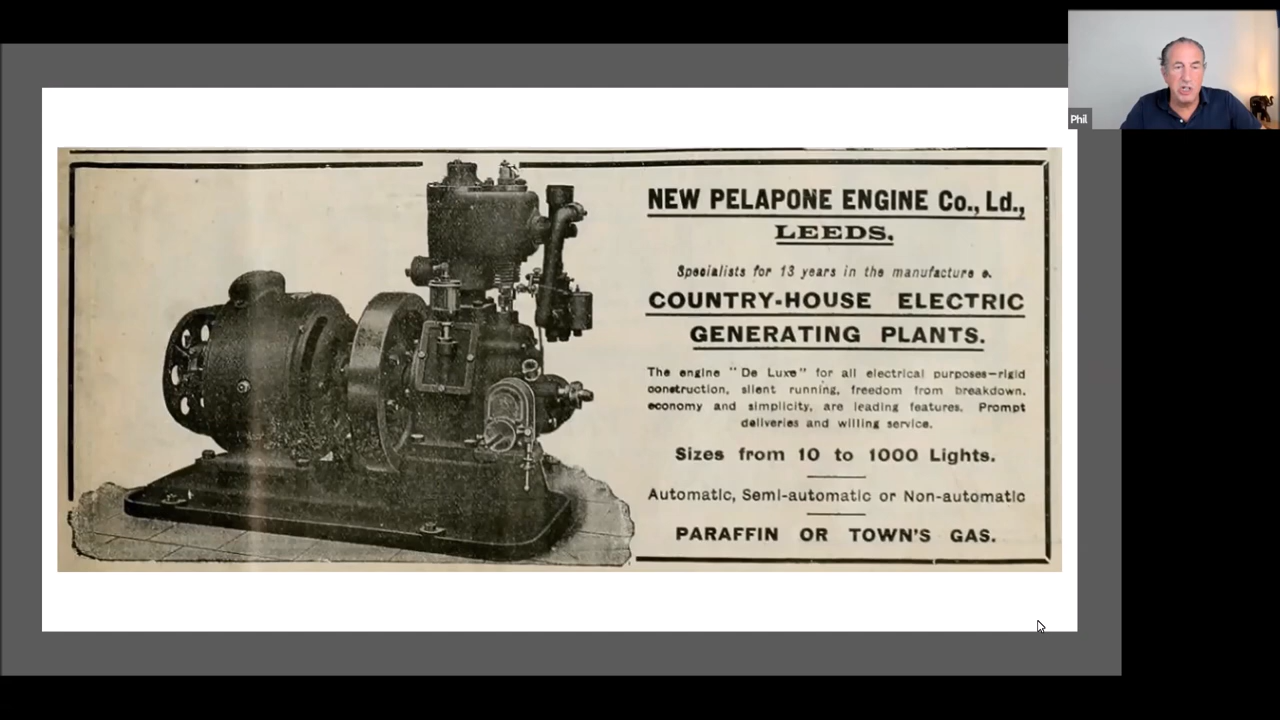 NEW PELAPONE ENGINE Co., Ld.,
LEEDS.
Specialists for 13 years in the manufacture
COUNTRY-HOUSE ELECTRIC
GENERATING PLANTS.
The engine "De Luxe" for all electrical purposes—rigid
construction, silent running, freedom from breakdown,
economy and simplicity, are leading features. Prompt
deliveries and willing service.
Sizes from 10 to 1000 Lights.
Automatic, Semi-automatic or Non-automatic
PARAFFIN OR TOWN'S GAS.
Phil